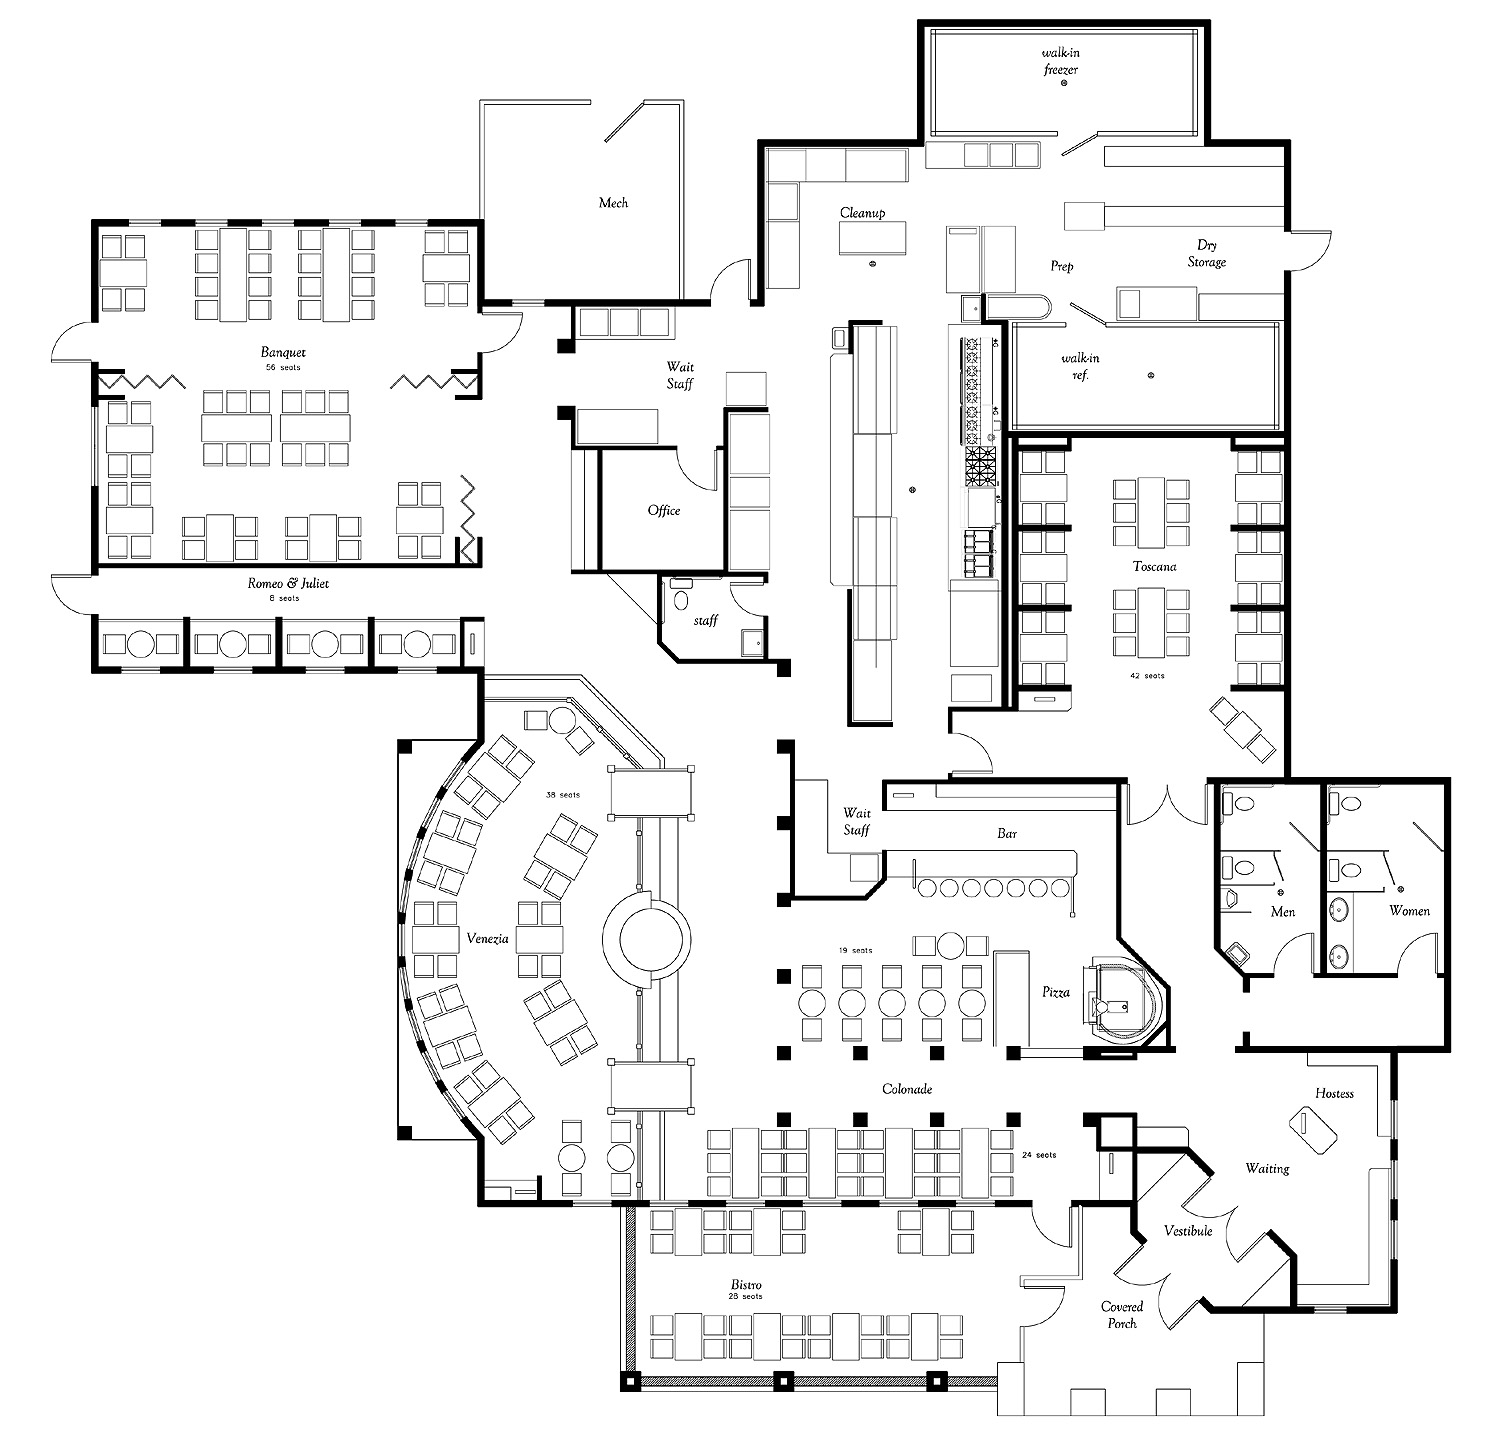 walk-in
freezer
Mech
Cleanup
Dry
Storage
Prep
Banquet
56 seats
Wait
Staff
walk-in
ref.
Office
Toscana
42 seats
Romeo & Juliet
8 seats
staff
38 seats
Wait
Staff
Bar
Men
Women
Venezia
19 seats
Pizza
Colonade
Hostess
24 seats
Waiting
Vestibule
Bistro
28 seats
Covered
Porch